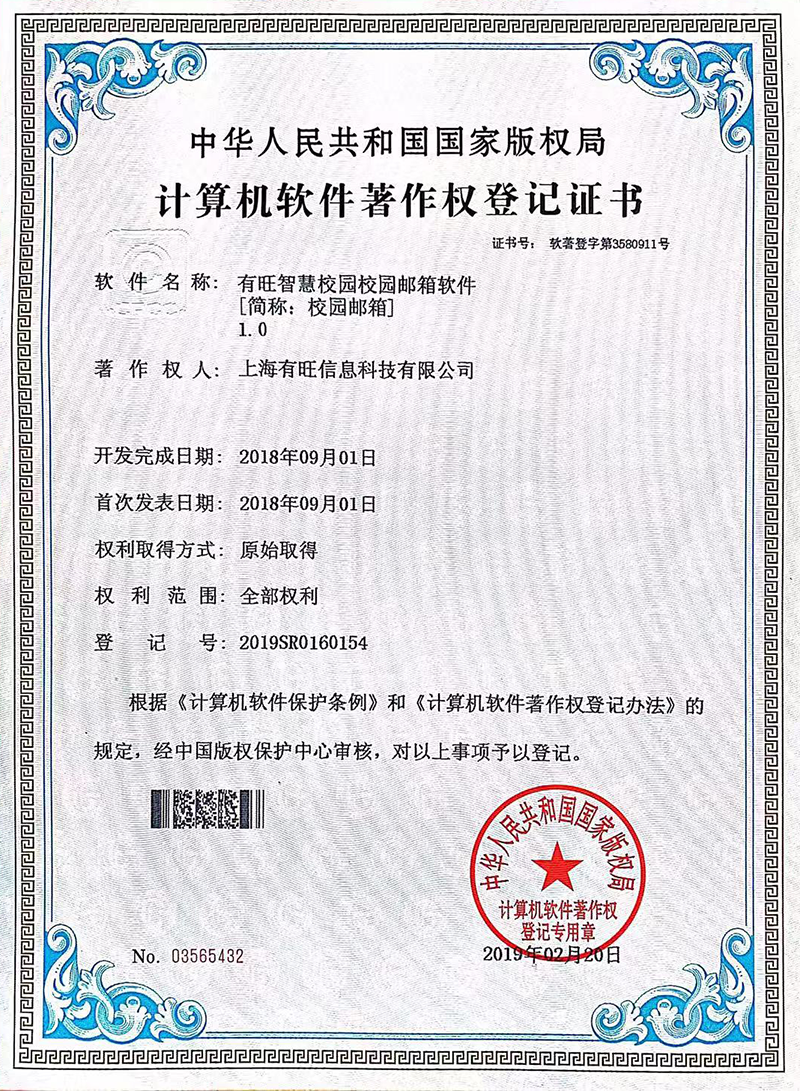 中华人民共和国国家版权局
计算机软件著作权登记证书
证书号： 软著登字第3580911号
软件名称： 有旺智慧校园校园邮箱软件
[简称：校园邮箱]
1.0
著作权人： 上海有旺信息科技有限公司
开发完成日期： 2018年09月01日
首次发表日期： 2018年09月01日
权利取得方式： 原始取得
权利范围： 全部权利
登记号： 2019SR0160154
根据《计算机软件保护条例》和《计算机软件著作权登记办法》的
规定，经中国版权保护中心审核，对以上事项予以登记。
中华人民共和国国家版权局
计算机软件著作权
登记专用章
2019年02月20日
No. 03565432